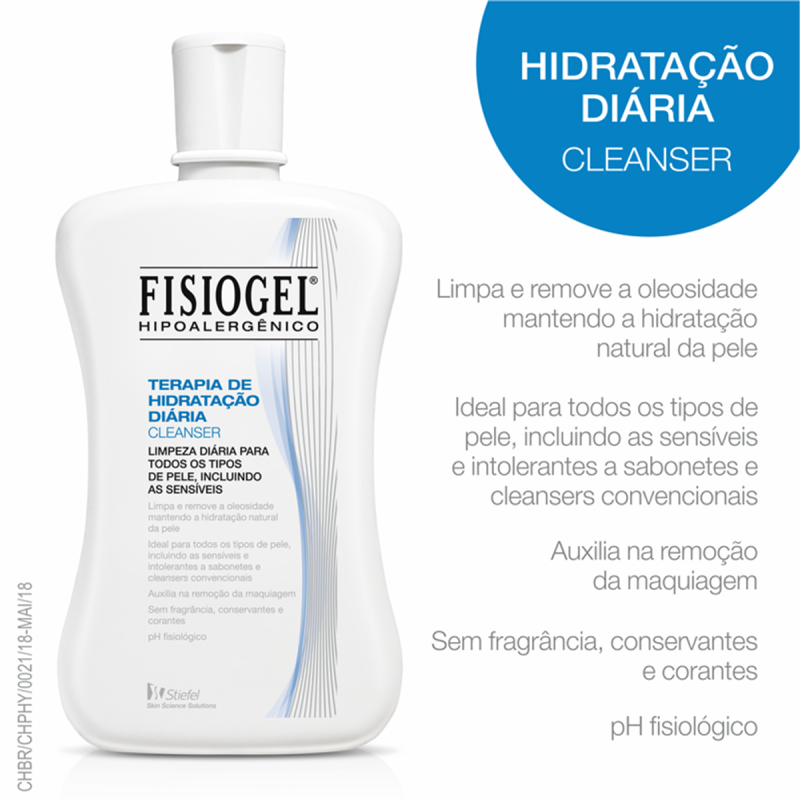 HIDRATAÇÃO
DIÁRIA
CLEANSER
FISIOGEL®
HIPOALERGÊNICO
TERAPIA DE
HIDRATAÇÃO
DIÁRIA
CLEANSER
LIMPEZA DIÁRIA PARA
TODOS OS TIPOS
DE PELE, INCLUINDO
AS SENSÍVEIS
Limpa e remove a oleosidade
mantendo a hidratação natural
da pele
Ideal para todos os tipos de pele,
incluindo as sensíveis e
intolerantes a sabonetes e
cleansers convencionais
Auxilia na remoção da maquiagem
Sem fragrância, conservantes e
corantes
pH fisiológico
Stiefel
Skin Science Solutions
Limpa e remove a oleosidade
mantendo a hidratação
natural da pele
Ideal para todos os tipos de
pele, incluindo as sensíveis
e intolerantes a sabonetes e
cleansers convencionais
Auxilia na remoção
da maquiagem
Sem fragrância, conservantes
e corantes
pH fisiológico
CHBR/CHPHY/0021/18-MAI/18